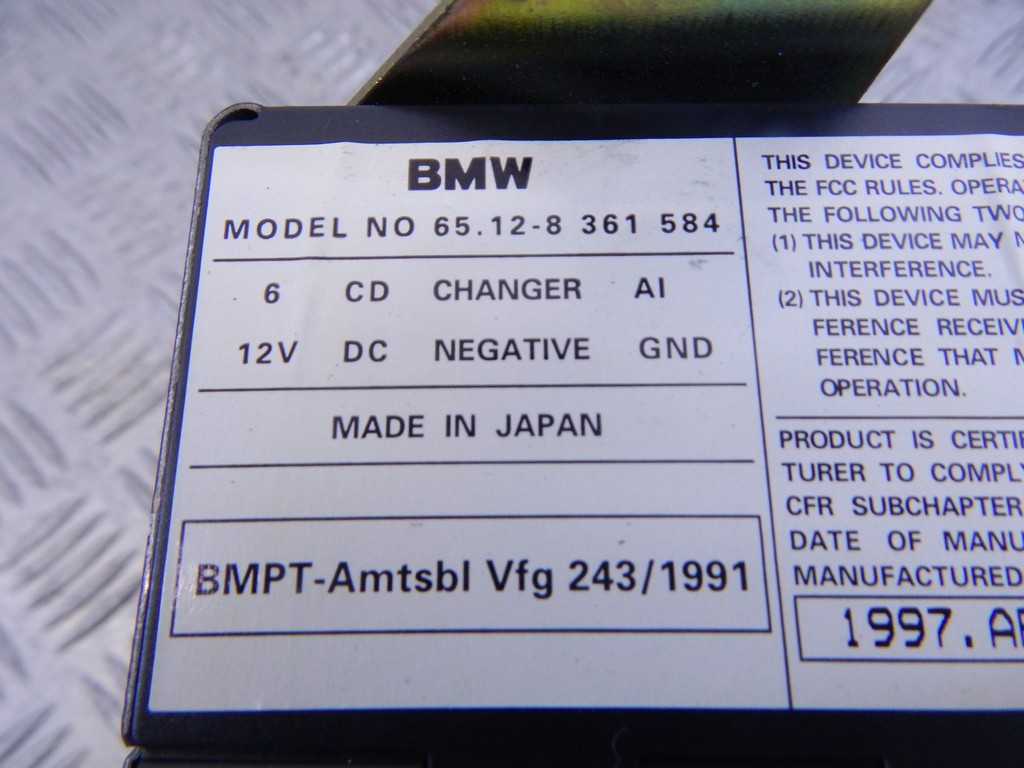 BMW
MODEL NO 65.12-8 361 584
6 CD CHANGER AI
12V DC NEGATIVE GND
MADE IN JAPAN
BMPT-Amtsbl Vfg 243/1991
THIS DEVICE COMPLIES
THE FCC RULES. OPERA
THE FOLLOWING TWO
(1) THIS DEVICE MAY
INTERFERENCE.
(2) THIS DEVICE MUS
FERENCE RECEIV
FERENCE THAT
OPERATION.
PRODUCT IS CERTIF
TURER TO COMPLY
CFR SUBCHAPTER
DATE OF MANU
MANUFACTURED
1997.AP